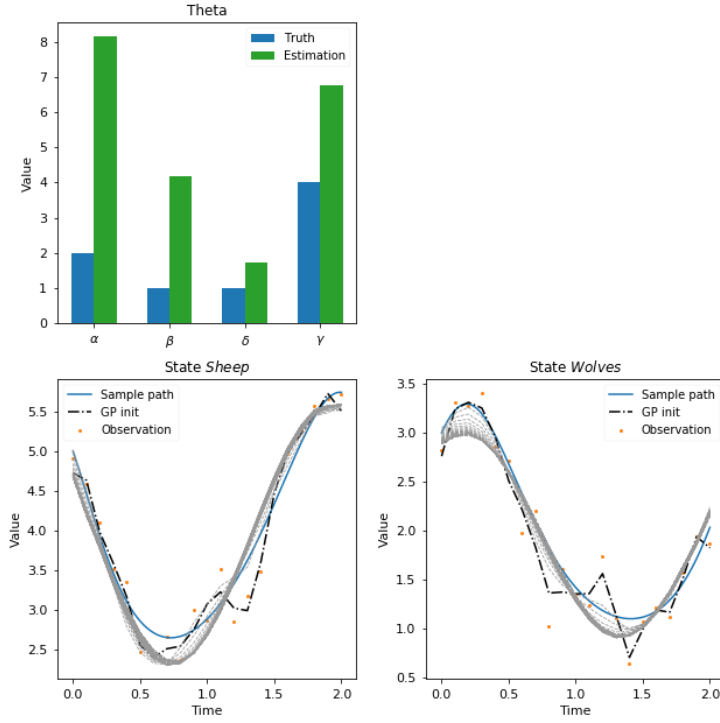 Theta
Truth
Estimation
8
7
6
5
4
3
2
1
0
Value
α
β
δ
γ
State Sheep
Sample path
GP init
Observation
5.5
5.0
4.5
4.0
3.5
3.0
2.5
Value
0.0
0.5
1.0
1.5
2.0
Time
State Wolves
Sample path
GP init
Observation
3.5
3.0
2.5
2.0
1.5
1.0
0.5
Value
0.0
0.5
1.0
1.5
2.0
Time